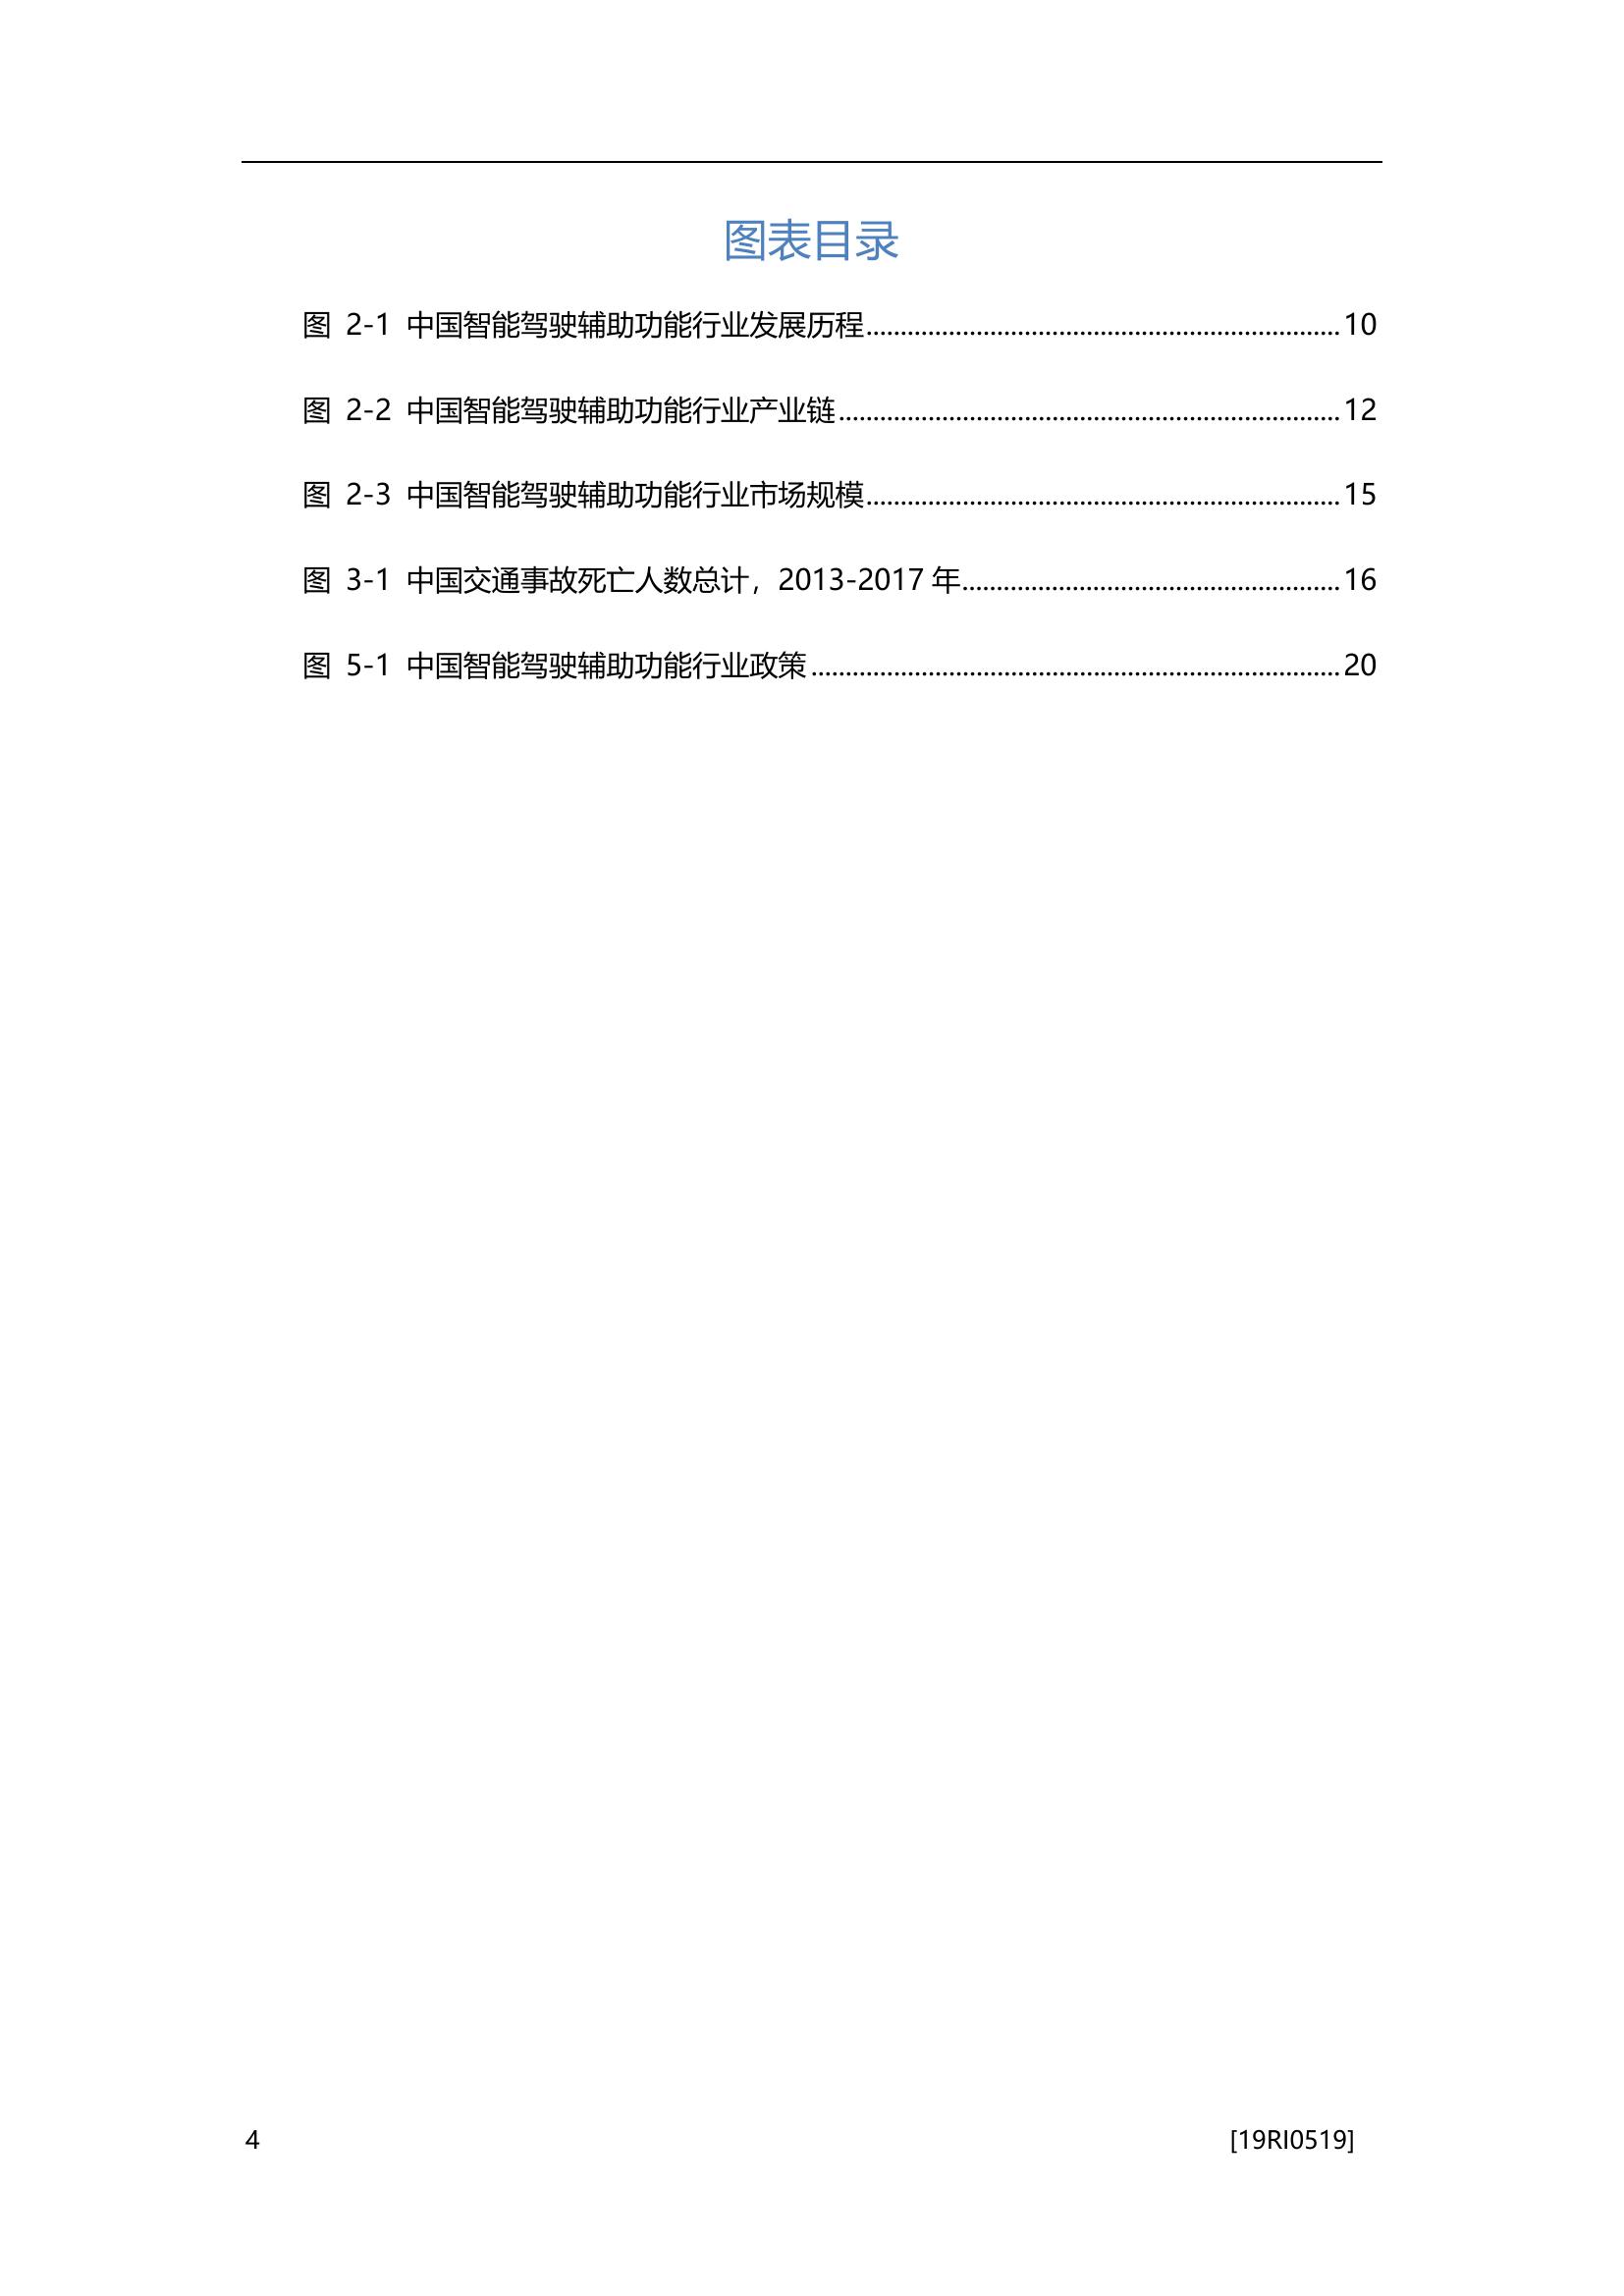 图表目录
图 2-1 中国智能驾驶辅助功能行业发展历程.....................................................................10
图 2-2 中国智能驾驶辅助功能行业产业链.........................................................................12
图 2-3 中国智能驾驶辅助功能行业市场规模.....................................................................15
图 3-1 中国交通事故死亡人数总计，2013-2017 年.......................................................16
图 5-1 中国智能驾驶辅助功能行业政策.............................................................................20
4 [19RI0519]